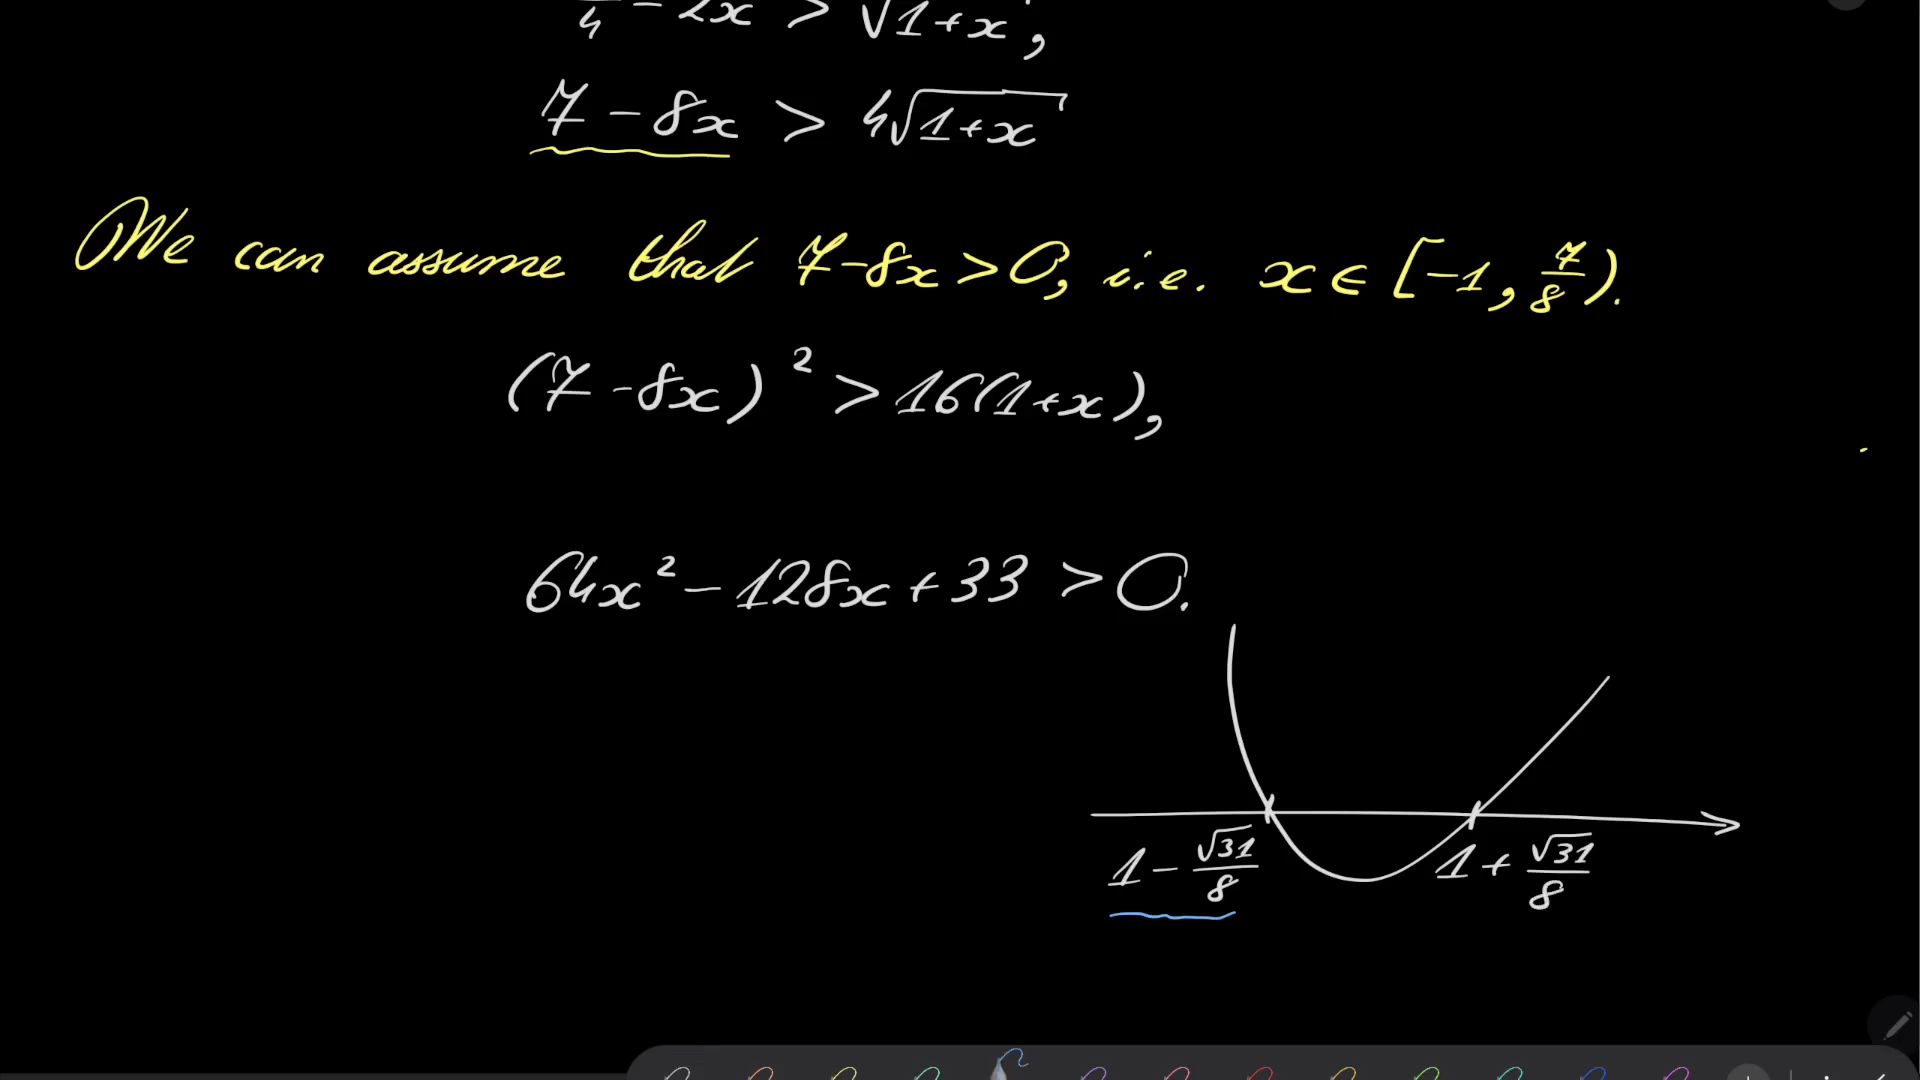 /4 - 2x > √1+x,
7 - 8x > 4√1+x
We can assume that 7-8x>0, i.e. x ∈ [-1, 7/8).
(7 - 8x)² > 16(1+x),
64x² - 128x + 33 > 0.
1 - √31/8 1 + √31/8